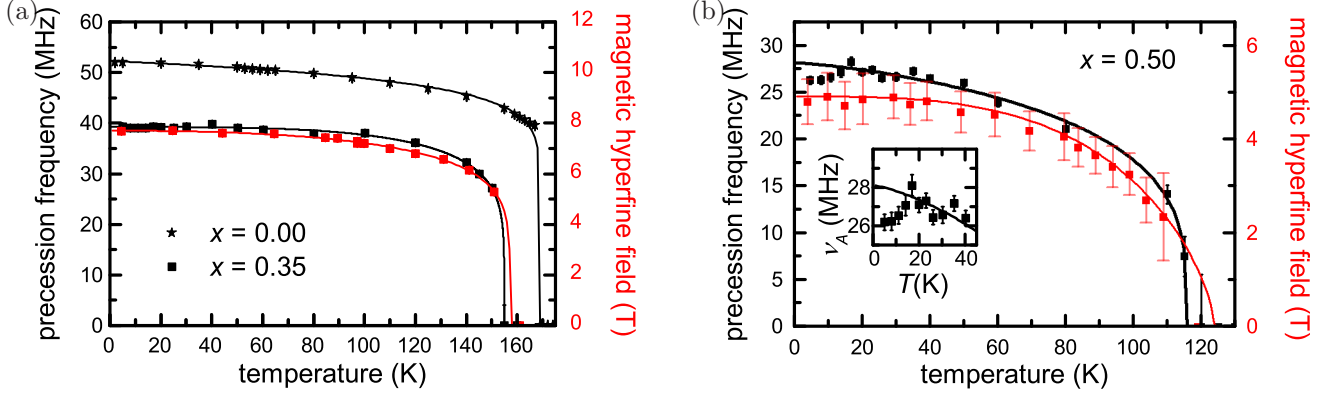 (a)
precession frequency (MHz)
60
50
40
30
20
10
0
12
10
8
6
4
2
0
magnetic hyperfine field (T)
x = 0.00
x = 0.35
0 20 40 60 80 100 120 140 160
temperature (K)
(b)
precession frequency (MHz)
30
25
20
15
10
5
0
6
4
2
0
magnetic hyperfine field (T)
x = 0.50
ν_A (MHz)
28
26
0 20 40
T(K)
0 20 40 60 80 100 120
temperature (K)